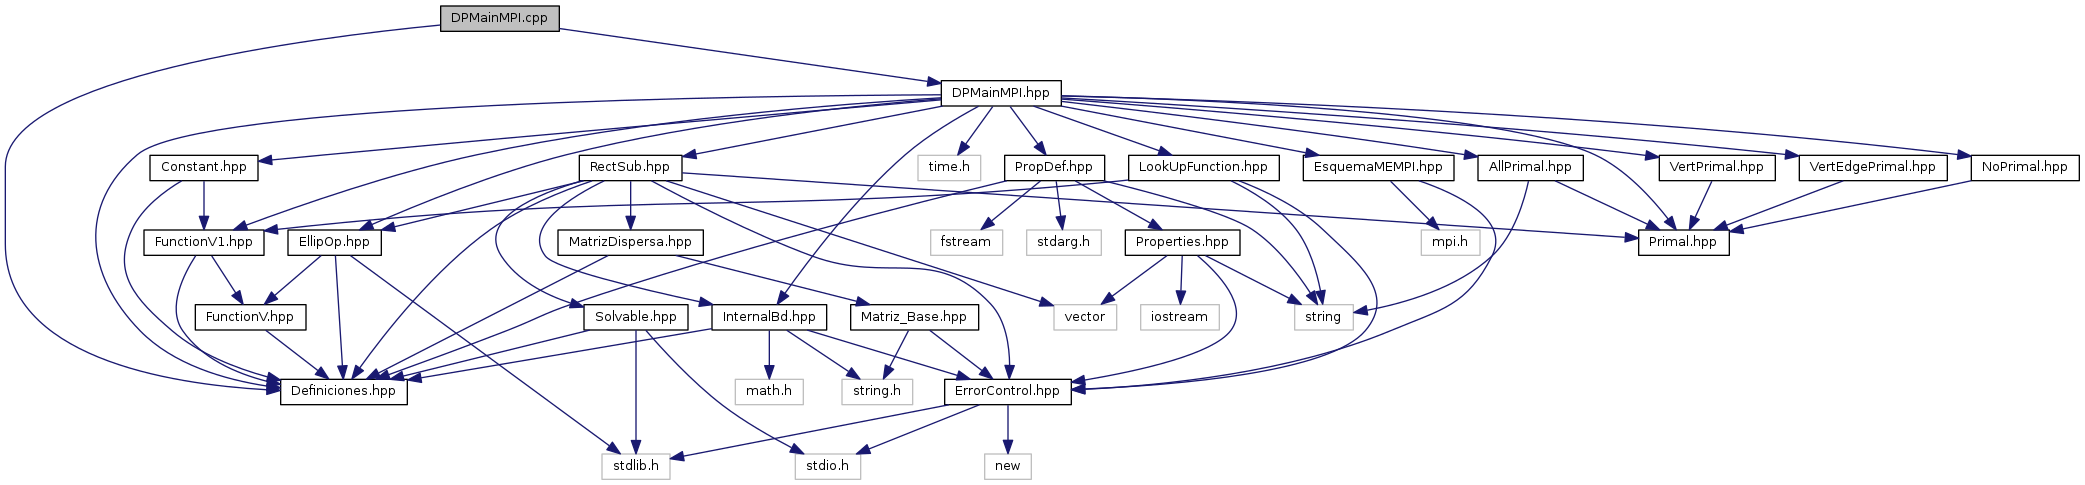 DPMainMPI.cpp
DPMainMPI.hpp
Constant.hpp
RectSub.hpp
time.h
PropDef.hpp
LookUpFunction.hpp
EsquemaMEMPI.hpp
AllPrimal.hpp
VertPrimal.hpp
VertEdgePrimal.hpp
NoPrimal.hpp
FunctionV1.hpp
EllipOp.hpp
MatrizDispersa.hpp
fstream
stdarg.h
Properties.hpp
mpi.h
Primal.hpp
FunctionV.hpp
Solvable.hpp
InternalBd.hpp
Matriz_Base.hpp
vector
iostream
string
Definiciones.hpp
math.h
string.h
ErrorControl.hpp
stdlib.h
stdio.h
new